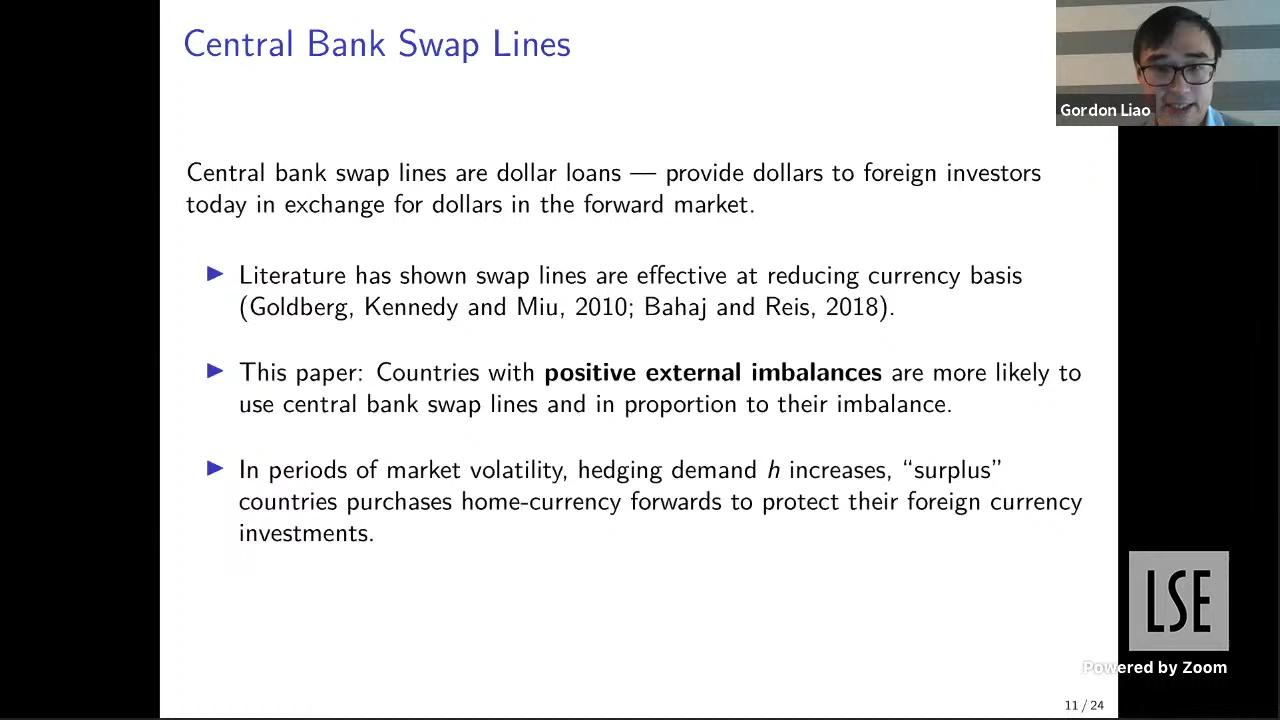 Central Bank Swap Lines
Gordon Liao
Central bank swap lines are dollar loans — provide dollars to foreign investors
today in exchange for dollars in the forward market.
▶ Literature has shown swap lines are effective at reducing currency basis
(Goldberg, Kennedy and Miu, 2010; Bahaj and Reis, 2018).
▶ This paper: Countries with positive external imbalances are more likely to
use central bank swap lines and in proportion to their imbalance.
▶ In periods of market volatility, hedging demand h increases, “surplus”
countries purchases home-currency forwards to protect their foreign currency
investments.
LSE
Powered by Zoom
11 / 24